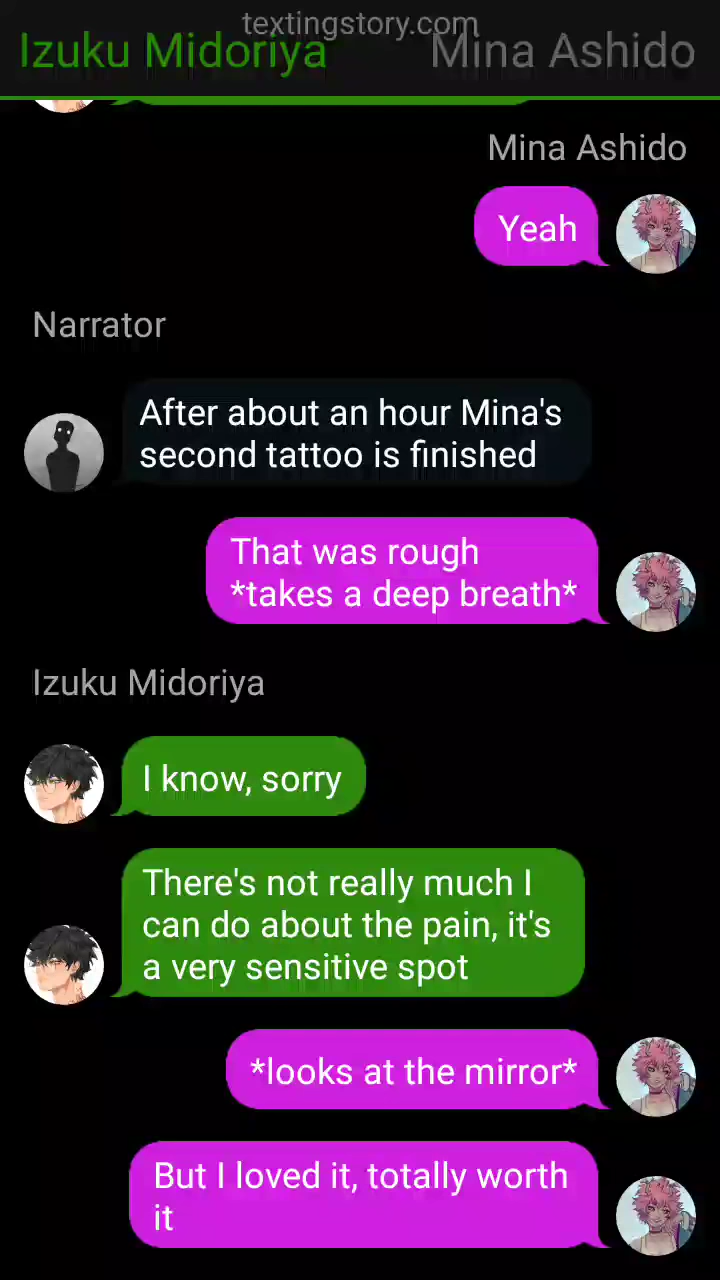 textingstory.com
Izuku Midoriya
Mina Ashido
Mina Ashido
Yeah
Narrator
After about an hour Mina's
second tattoo is finished
That was rough
*takes a deep breath*
Izuku Midoriya
I know, sorry
There's not really much I
can do about the pain, it's
a very sensitive spot
*looks at the mirror*
But I loved it, totally worth
it